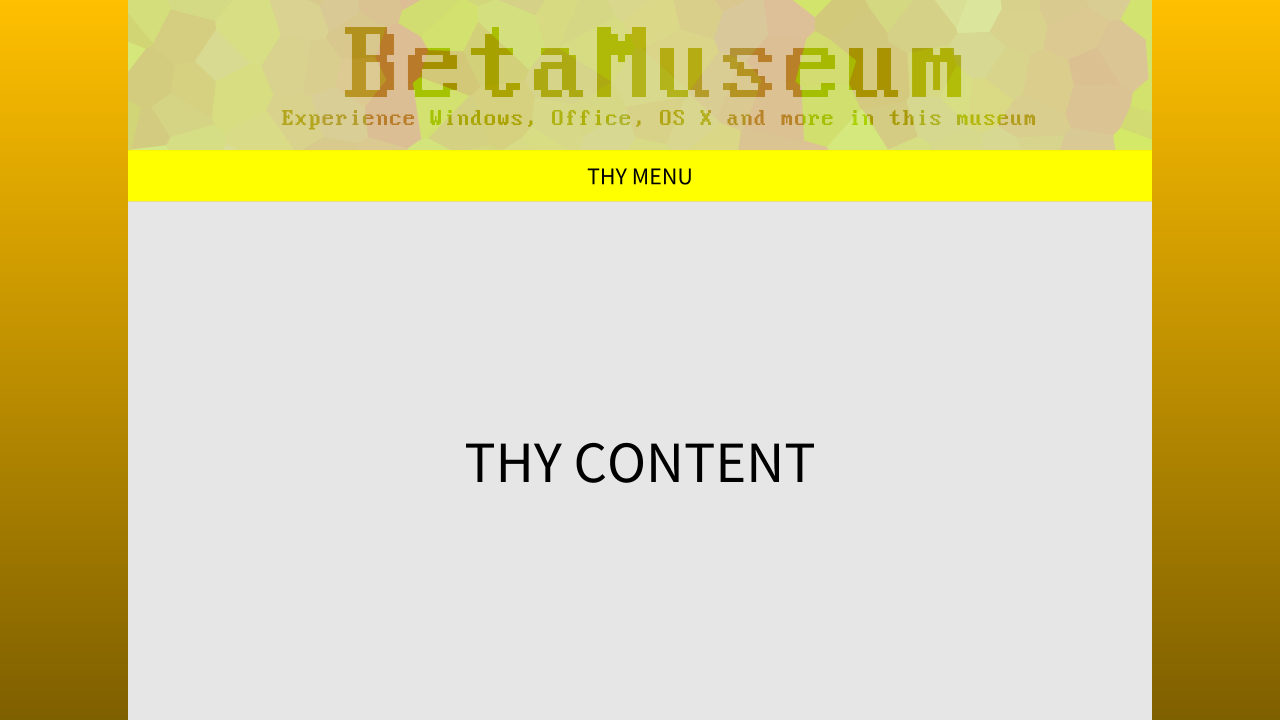 BetaMuseum
Experience Windows, Office, OS X and more in this museum
THY MENU
THY CONTENT